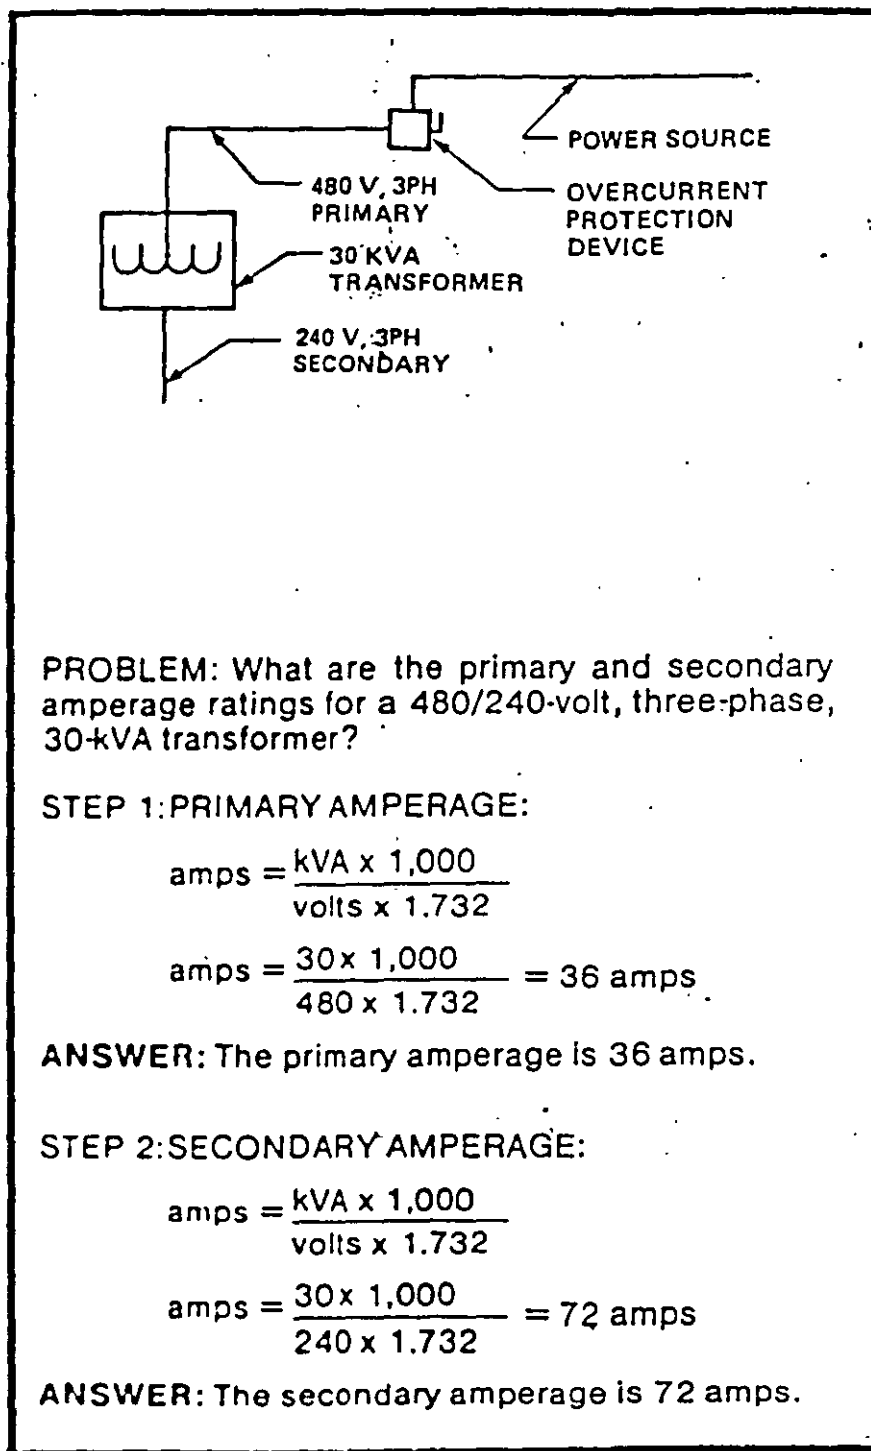 POWER SOURCE
480 V, 3PH
PRIMARY
OVERCURRENT
PROTECTION
DEVICE
30 KVA
TRANSFORMER
240 V, 3PH
SECONDARY
PROBLEM: What are the primary and secondary
amperage ratings for a 480/240-volt, three-phase,
30-kVA transformer?
STEP 1: PRIMARY AMPERAGE:
amps = kVA x 1,000
volts x 1.732
amps = 30 x 1,000 = 36 amps
480 x 1.732
ANSWER: The primary amperage is 36 amps.
STEP 2: SECONDARY AMPERAGE:
amps = kVA x 1,000
volts x 1.732
amps = 30 x 1,000 = 72 amps
240 x 1.732
ANSWER: The secondary amperage is 72 amps.